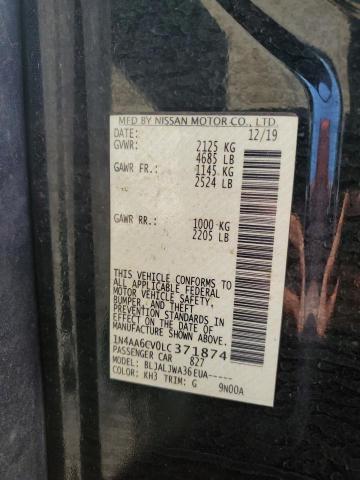 MFD BY NISSAN MOTOR CO., LTD.
DATE: 12/19
GVWR: 2125 KG
4685 LB
GAWR FR.: 1145 KG
2524 LB
GAWR RR.: 1000 KG
2205 LB
THIS VEHICLE CONFORMS TO
ALL APPLICABLE FEDERAL
MOTOR VEHICLE SAFETY,
BUMPER, AND THEFT
PREVENTION STANDARDS IN
EFFECT ON THE DATE OF
MANUFACTURE SHOWN ABOVE.
1N4AA6CV0LC371874
PASSENGER CAR 827
MODEL: BLJALJWA36EUA-----
COLOR: KH3 TRIM: G 9N00A